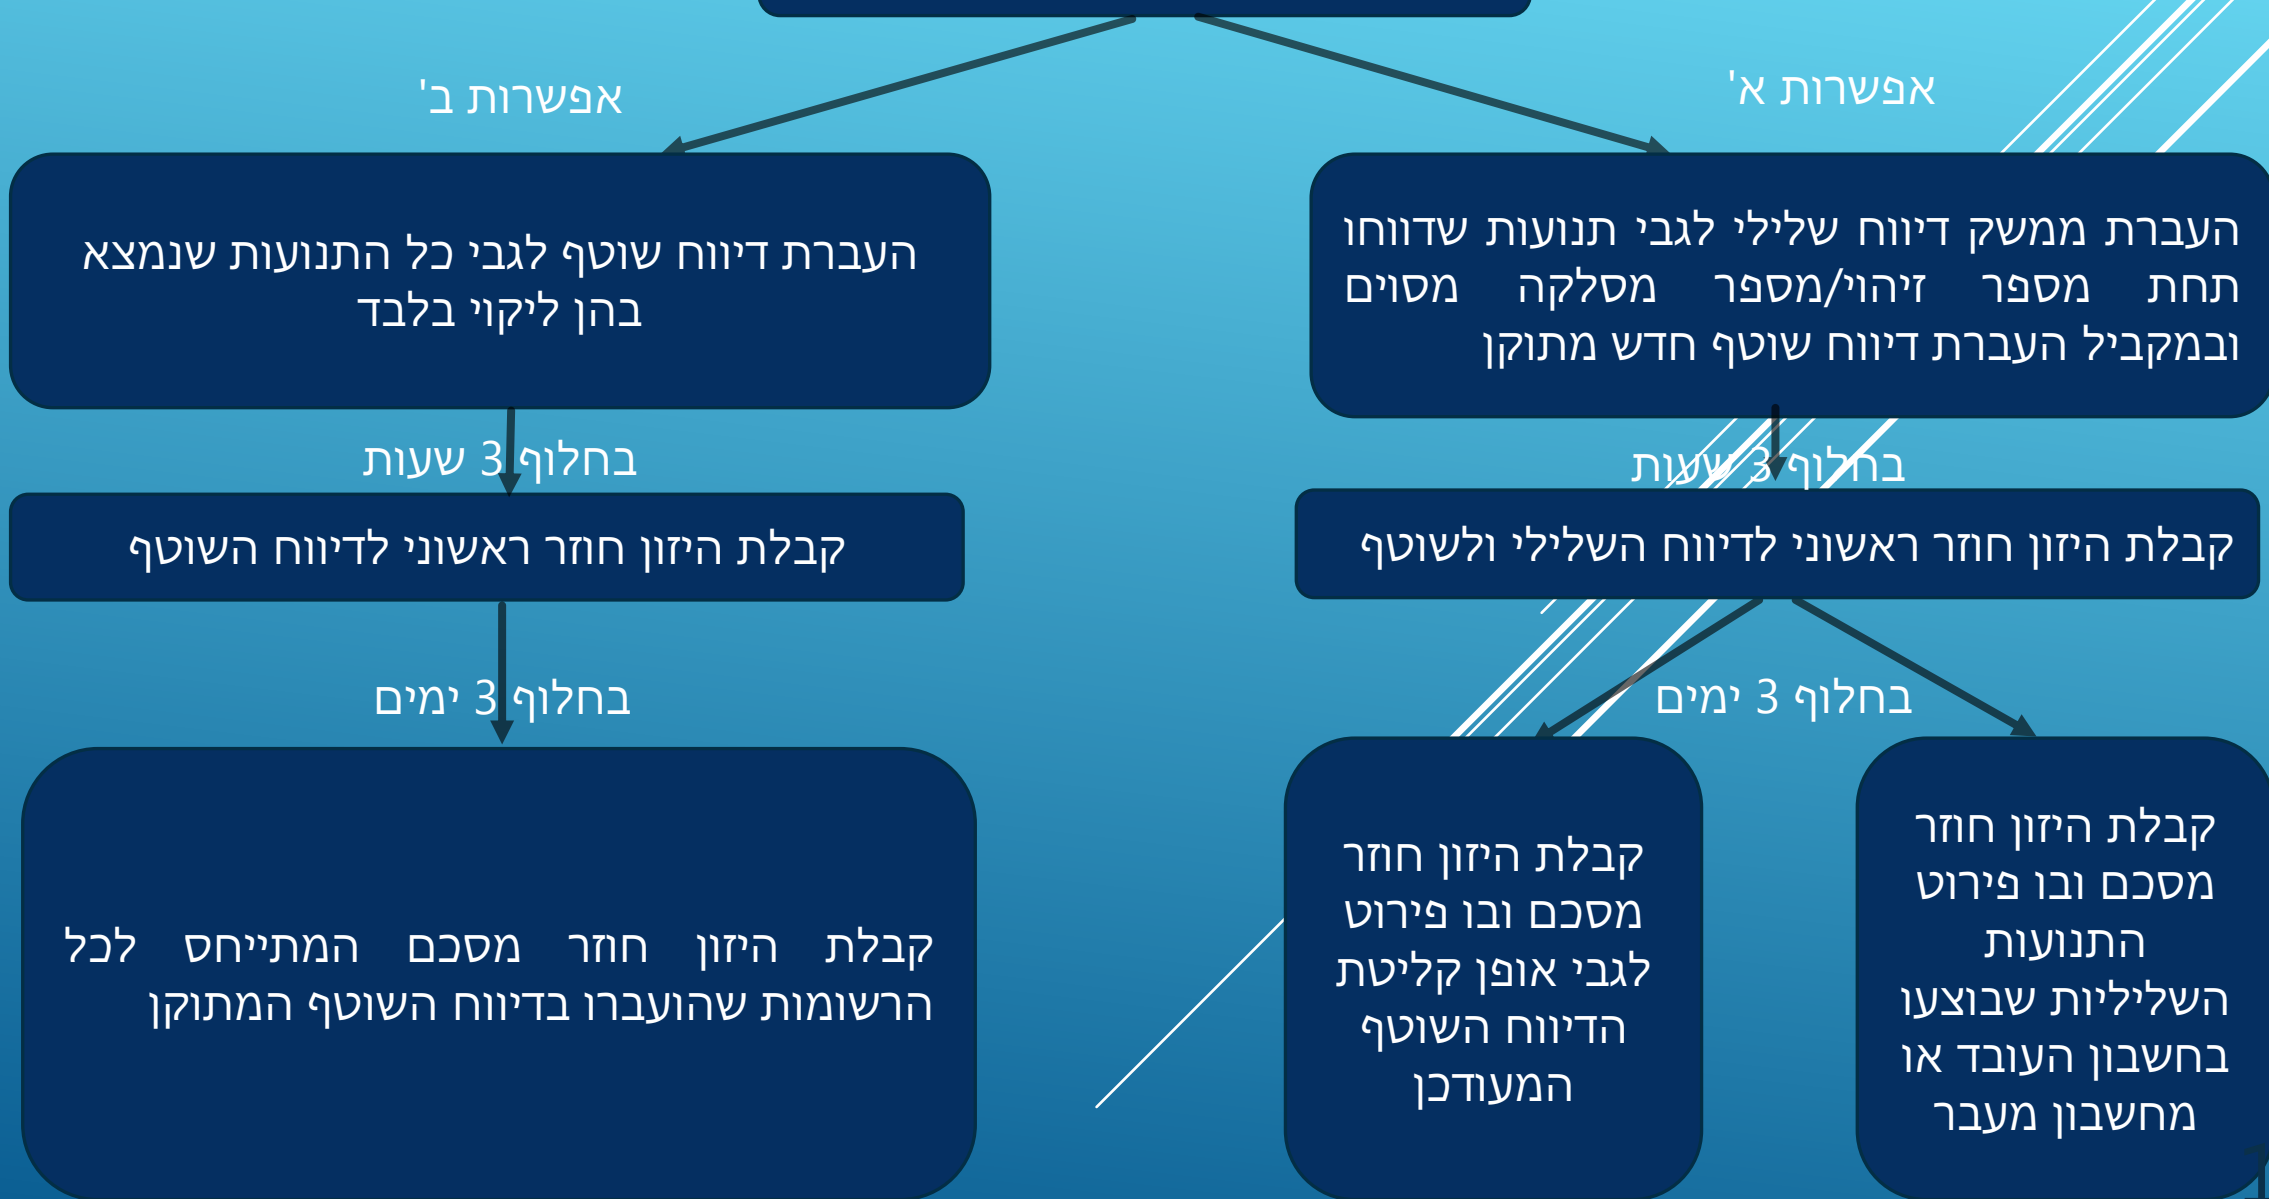 אפשרות א'
אפשרות ב'
העברת ממשק דיווח שלילי לגבי תנועות שדווחו
תחת מספר זיהוי/מספר מסלקה מסוים
ובמקביל העברת דיווח שוטף חדש מתוקן
העברת דיווח שוטף לגבי כל התנועות שנמצא
בהן ליקוי בלבד
בחלוף 3 שעות
בחלוף 3 שעות
קבלת היזון חוזר ראשוני לדיווח השלילי ולשוטף
קבלת היזון חוזר ראשוני לדיווח השוטף
בחלוף 3 ימים
בחלוף 3 ימים
קבלת היזון חוזר
מסכם ובו פירוט
התנועות
השליליות שבוצעו
בחשבון העובד או
מחשבון מעבר
קבלת היזון חוזר
מסכם ובו פירוט
לגבי אופן קליטת
הדיווח השוטף
המעודכן
קבלת היזון חוזר מסכם המתייחס לכל
הרשומות שהועברו בדיווח השוטף המתוקן